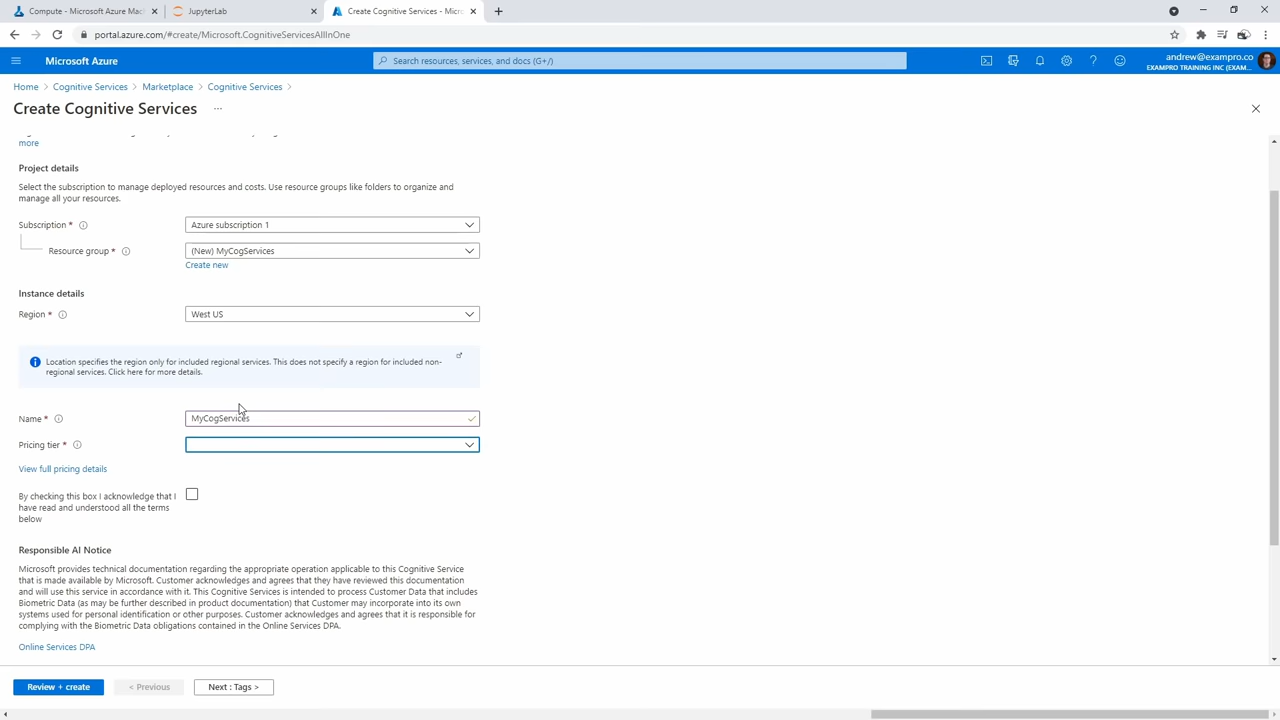 Compute - Microsoft Azure Mac
JupyterLab
Create Cognitive Services - Micr
portal.azure.com/#create/Microsoft.CognitiveServicesAllInOne
Microsoft Azure
Search resources, services, and docs (G+/)
andrew@exampro.co
EXAMPRO TRAINING INC (EXAM...
Home > Cognitive Services > Marketplace > Cognitive Services >
Create Cognitive Services ...
more
Project details
Select the subscription to manage deployed resources and costs. Use resource groups like folders to organize and
manage all your resources.
Subscription *
Azure subscription 1
Resource group *
(New) MyCogServices
Create new
Instance details
Region *
West US
Location specifies the region only for included regional services. This does not specify a region for included non-
regional services. Click here for more details.
Name *
MyCogServices
Pricing tier *
View full pricing details
By checking this box I acknowledge that I
have read and understood all the terms
below
Responsible AI Notice
Microsoft provides technical documentation regarding the appropriate operation applicable to this Cognitive Service
that is made available by Microsoft. Customer acknowledges and agrees that they have reviewed this documentation
and will use this service in accordance with it. This Cognitive Services is intended to process Customer Data that includes
Biometric Data (as may be further described in product documentation) that Customer may incorporate into its own
systems used for personal identification or other purposes. Customer acknowledges and agrees that it is responsible for
complying with the Biometric Data obligations contained in the Online Services DPA.
Online Services DPA
Review + create
< Previous
Next : Tags >